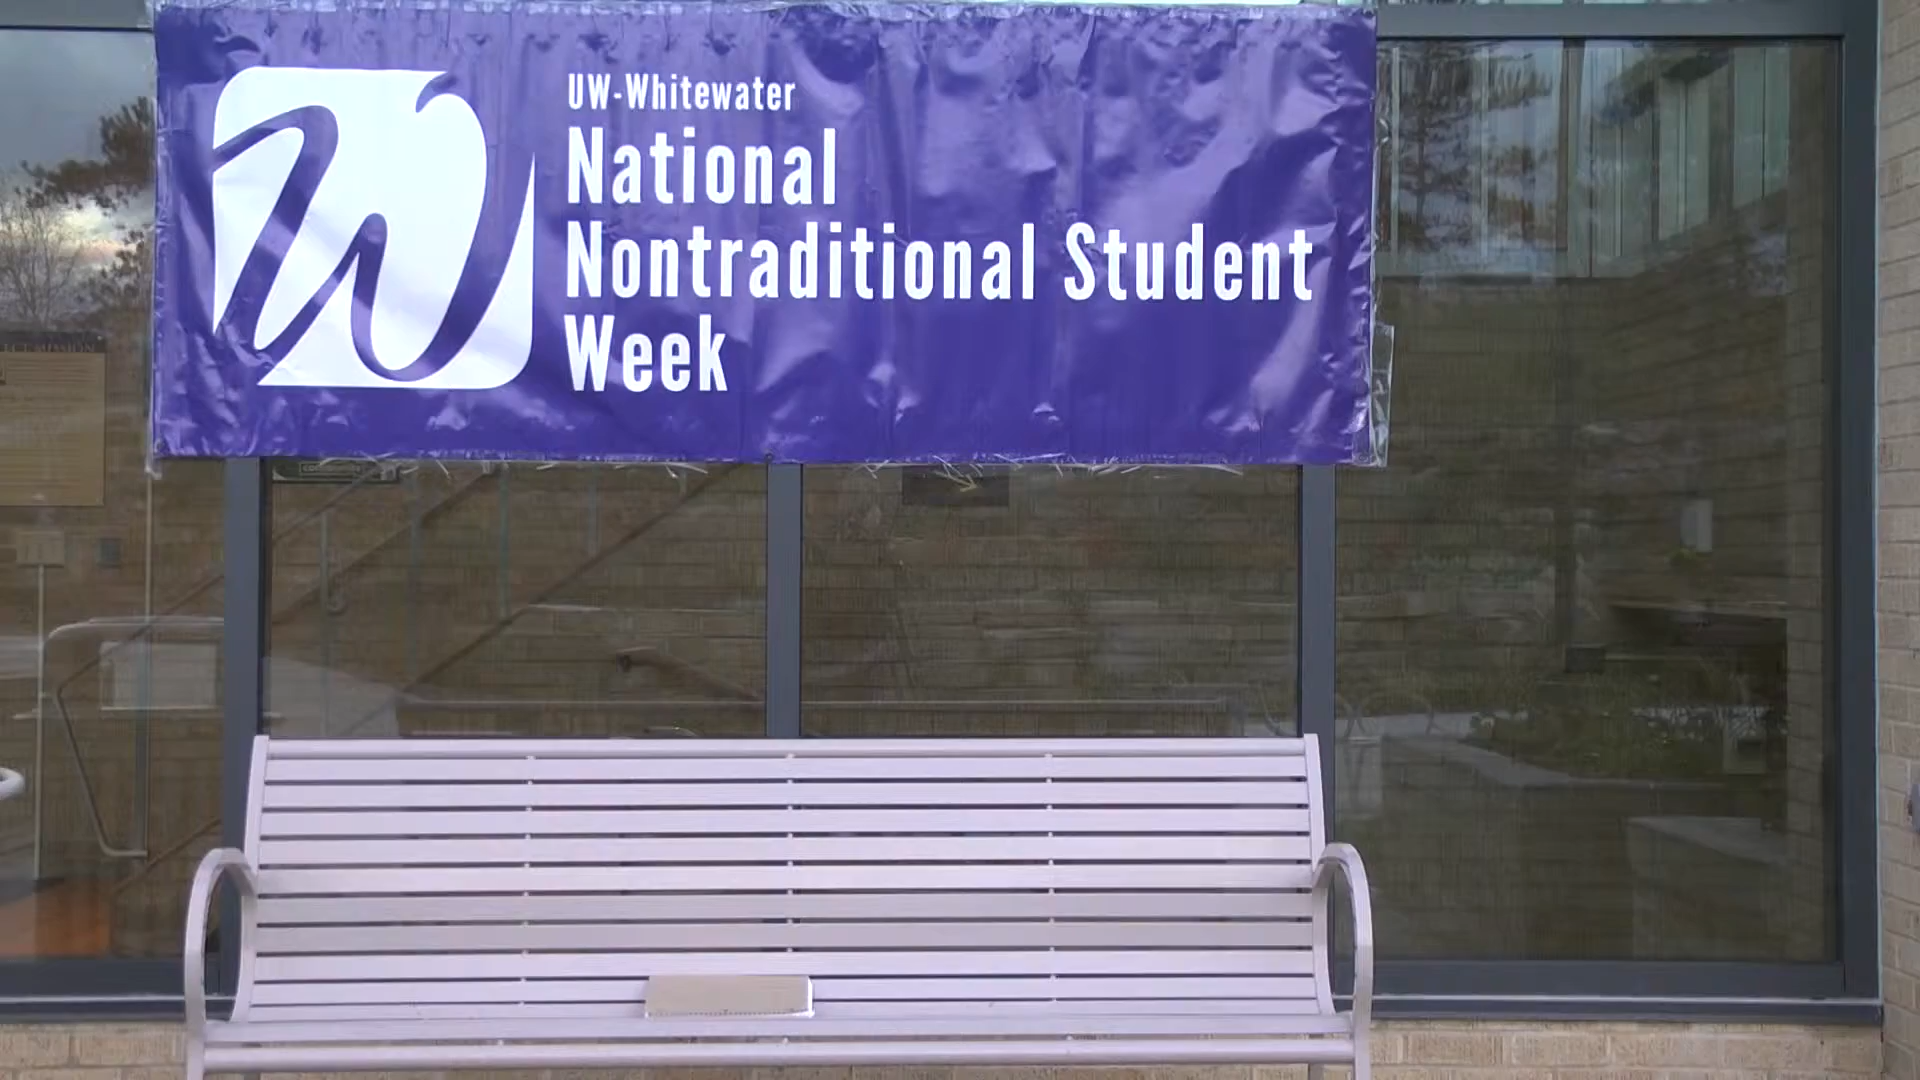 UW-Whitewater
National
Nontraditional Student
Week